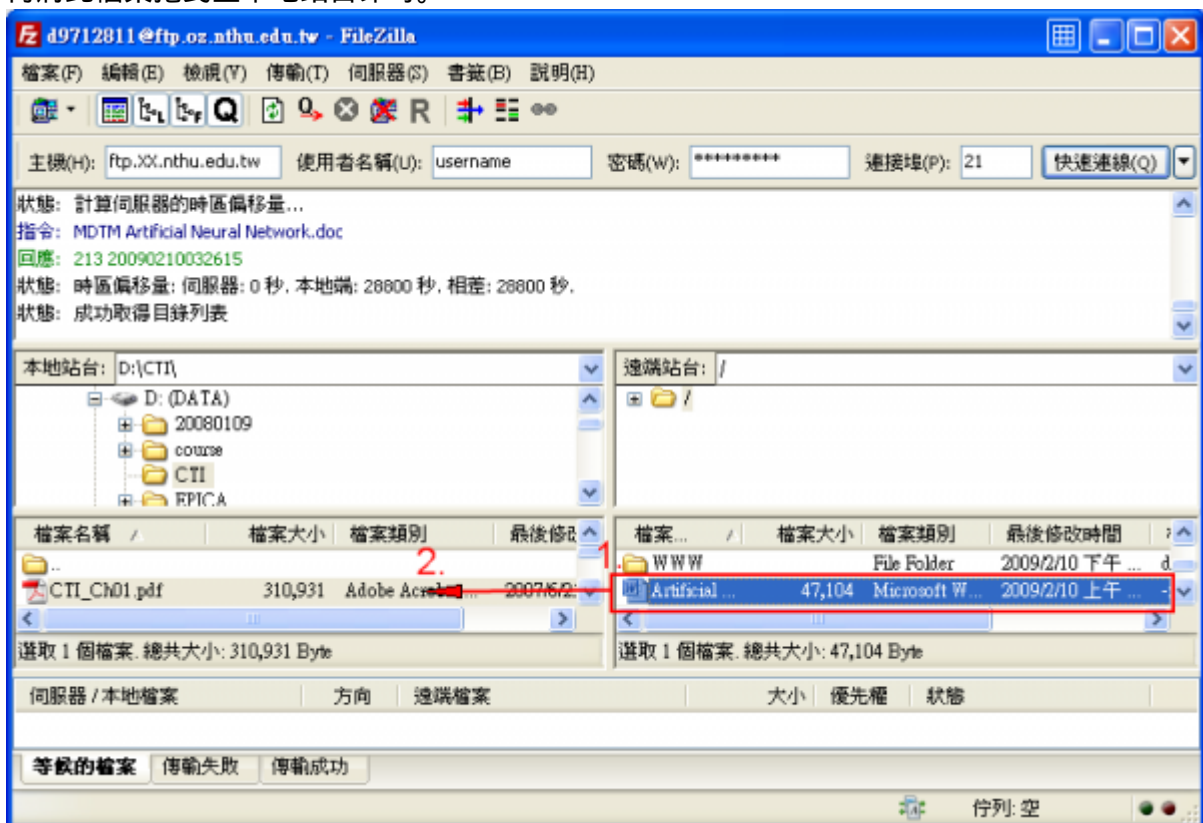 d9712811@ftp.oz.nthu.edu.tw - FileZilla
檔案(F) 編輯(E) 檢視(V) 傳輸(T) 伺服器(S) 書籤(B) 說明(H)
主機(H): ftp.XX.nthu.edu.tw 使用者名稱(U): username 密碼(W): ********* 連接埠(P): 21 快速連線(Q)
狀態: 計算伺服器的時區偏移量...
指令: MDTM Artificial Neural Network.doc
回應: 213 20090210032615
狀態: 時區偏移量: 伺服器: 0 秒. 本地端: 28800 秒. 相差: 28800 秒.
狀態: 成功取得目錄列表
本地站台: D:\CTI\
D: (DATA)
20080109
course
CTI
EPICA
遠端站台: /
/
檔案名稱 檔案大小 檔案類別 最後修改
..
CTI_Ch01.pdf 310,931 Adobe 2007/6/2
2.
選取 1 個檔案. 總共大小: 310,931 Byte
檔案... 檔案大小 檔案類別 最後修改時間
1.
WWW File Folder 2009/2/10 下午 ...
Artificial ... 47,104 Microsoft W... 2009/2/10 上午 ...
選取 1 個檔案. 總共大小: 47,104 Byte
伺服器 / 本地檔案 方向 遠端檔案 大小 優先權 狀態
等候的檔案 傳輸失敗 傳輸成功
佇列: 空